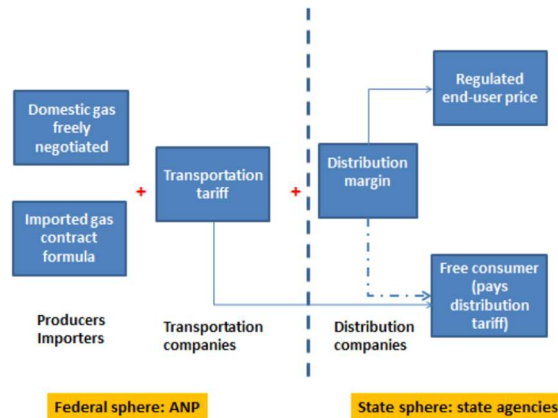 Domestic gas
freely
negotiated
Imported gas
contract
formula
+
Transportation
tariff
+
Distribution
margin
Regulated
end-user price
Free consumer
(pays
distribution
tariff)
Producers
Importers
Transportation
companies
Distribution
companies
Federal sphere: ANP
State sphere: state agencies